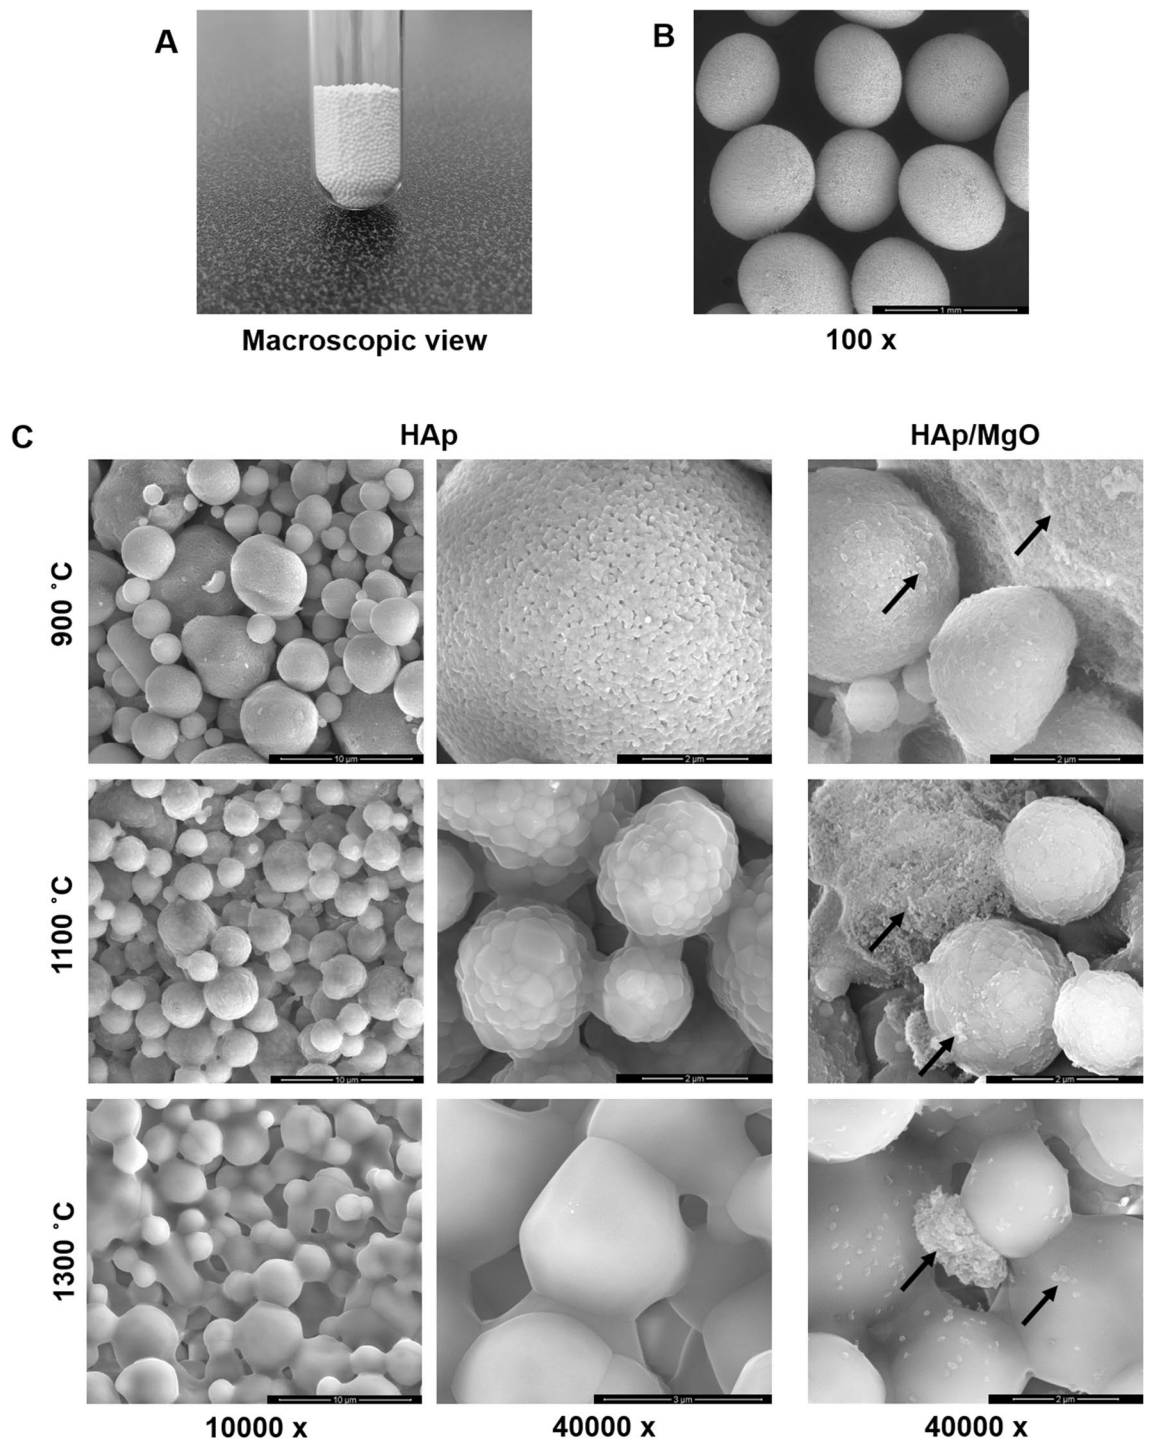 A
B
1 mm
Macroscopic view
100 x
C
HAp
HAp/MgO
900 °C
10 µm
2 µm
2 µm
1100 °C
10 µm
2 µm
2 µm
1300 °C
10 µm
3 µm
2 µm
10000 x
40000 x
40000 x